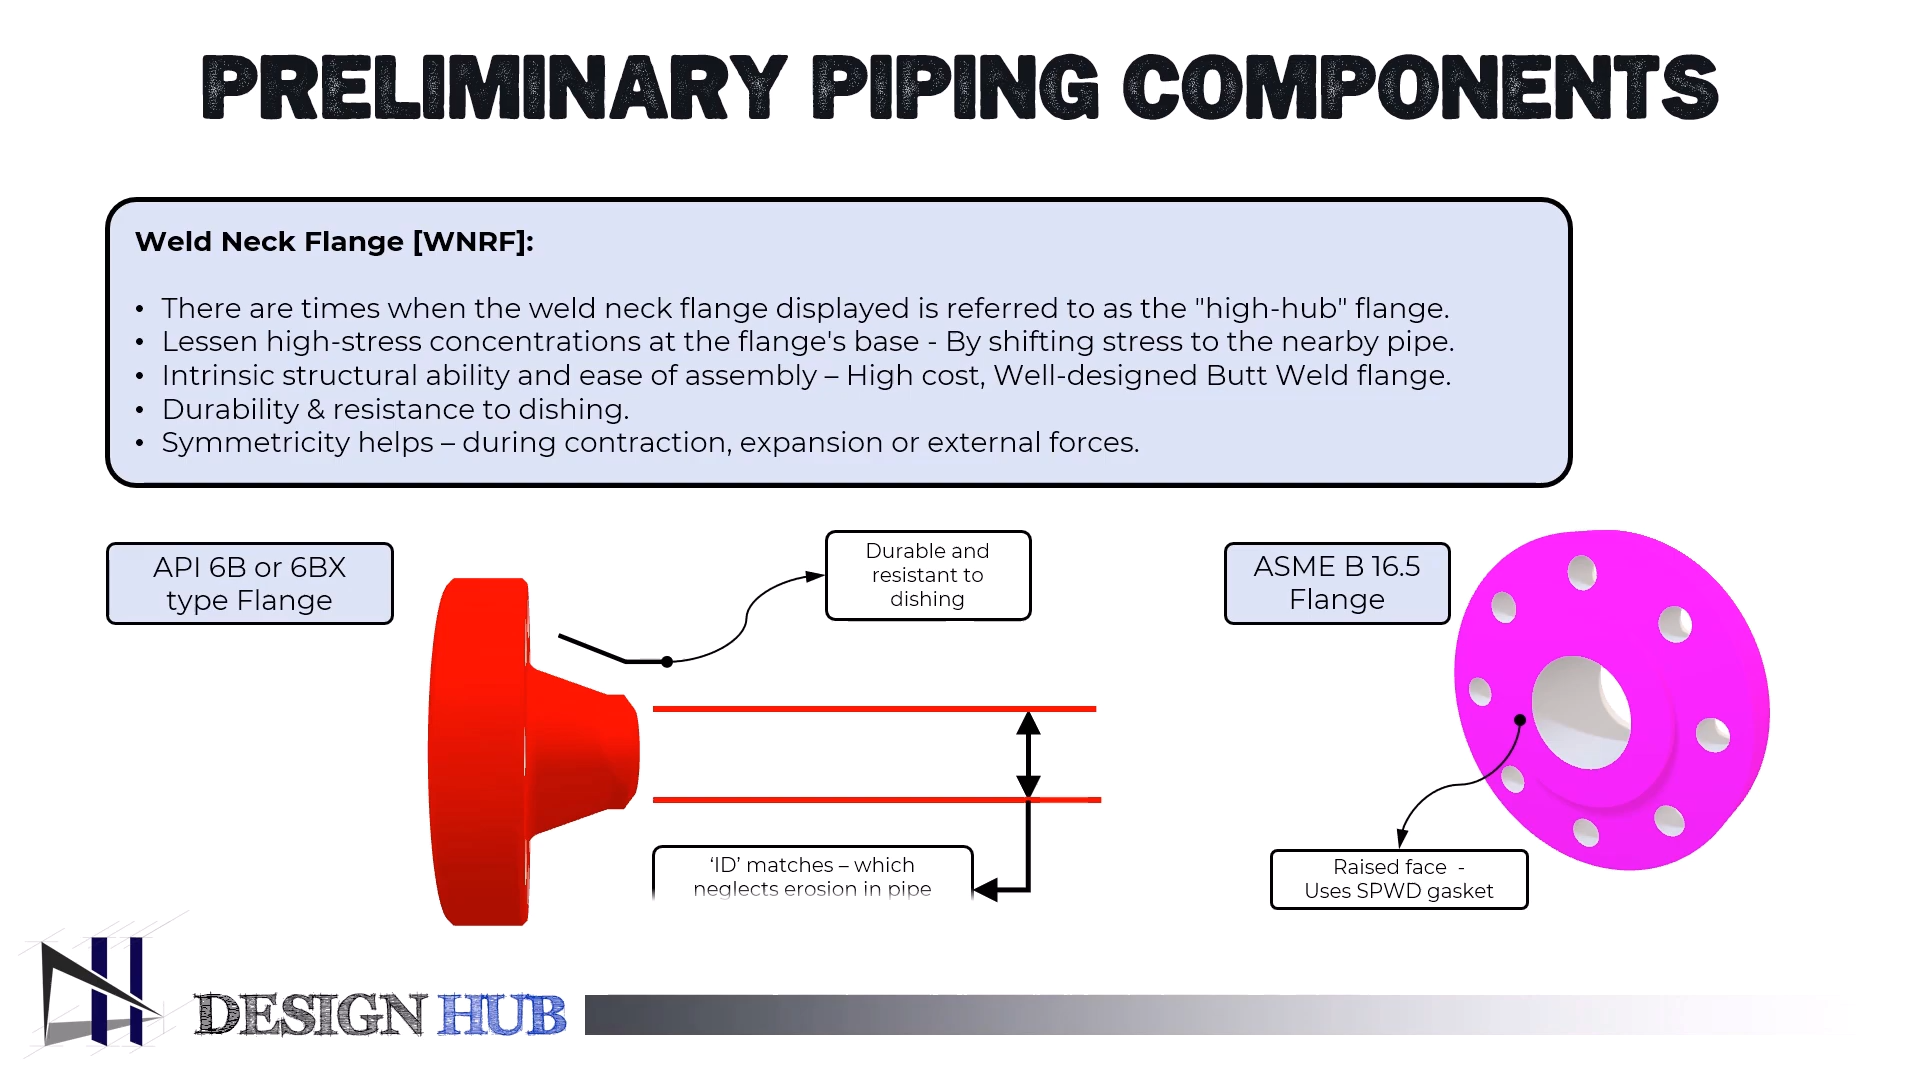 PRELIMINARY PIPING COMPONENTS
Weld Neck Flange [WNRF]:
• There are times when the weld neck flange displayed is referred to as the "high-hub" flange.
• Lessen high-stress concentrations at the flange's base - By shifting stress to the nearby pipe.
• Intrinsic structural ability and ease of assembly – High cost, Well-designed Butt Weld flange.
• Durability & resistance to dishing.
• Symmetricity helps – during contraction, expansion or external forces.
API 6B or 6BX
type Flange
Durable and
resistant to
dishing
ASME B 16.5
Flange
‘ID’ matches – which
neglects erosion in pipe
Raised face -
Uses SPWD gasket
DESIGN HUB